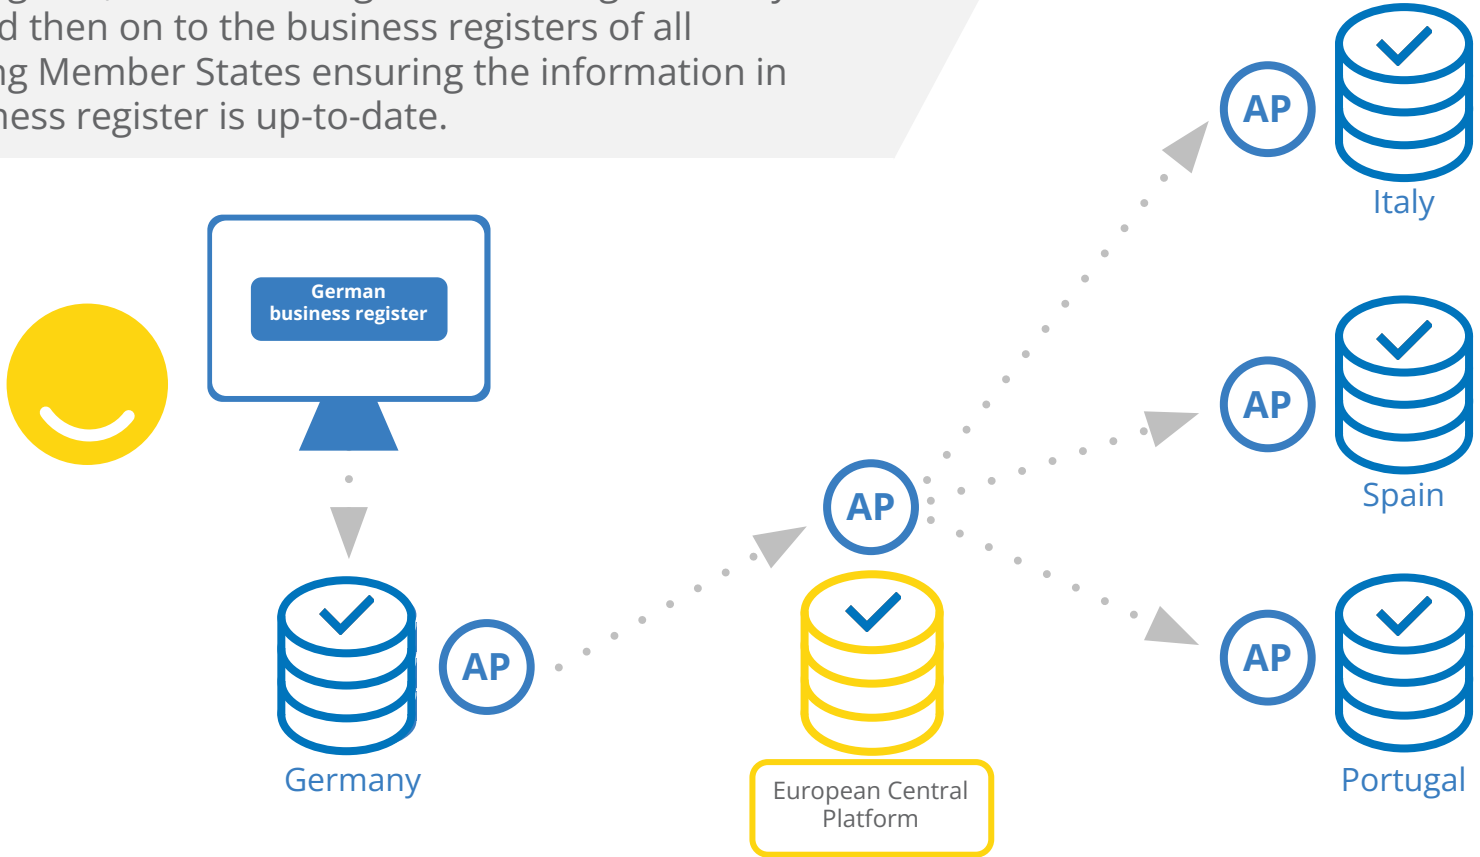 d then on to the business registers of all
ng Member States ensuring the information in
ness register is up-to-date.
AP
Italy
German
business register
AP
Spain
AP
AP
Germany
European Central
Platform
AP
Portugal